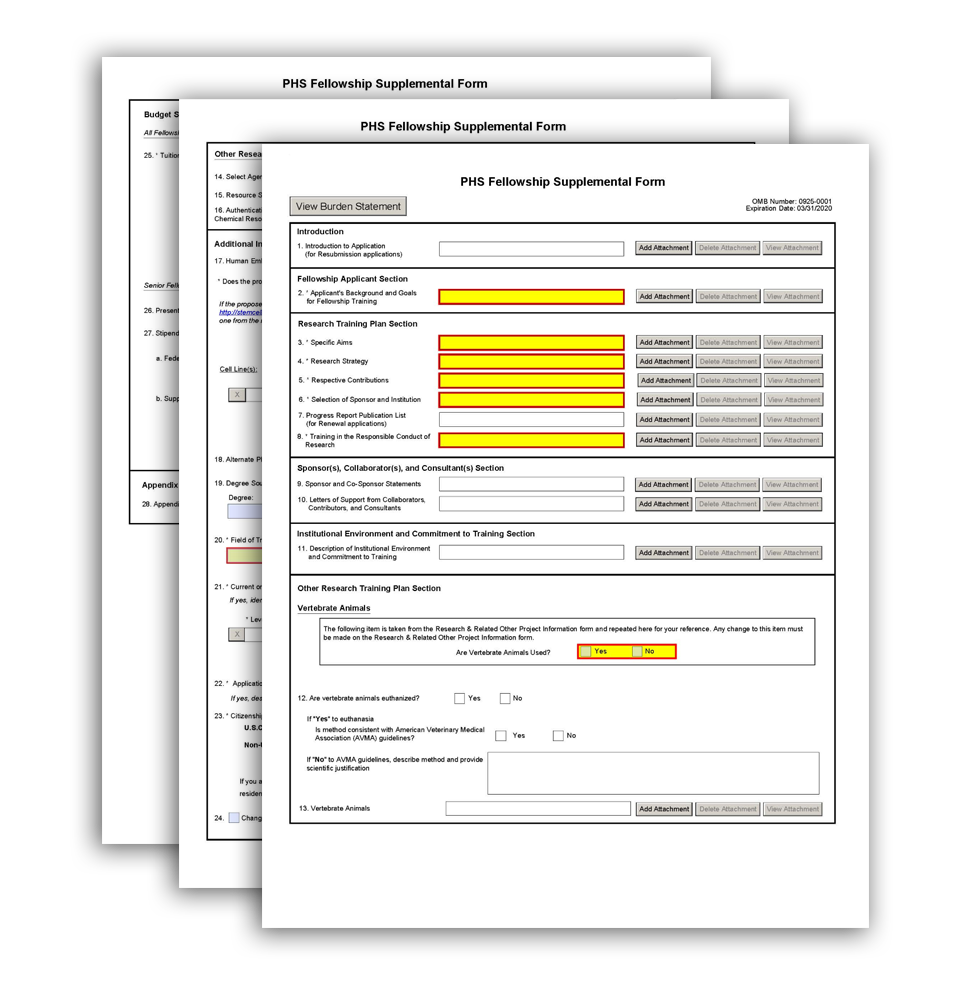 PHS Fellowship Supplemental Form
Budget S
All Fellows
25. * Tuition
Senior Fell
26. Present
27. Stipend
a. Fede
b. Supp
Appendix
28. Appendi
PHS Fellowship Supplemental Form
Other Resea
14. Select Agen
15. Resource S
16. Authenticati
Chemical Reso
Additional In
17. Human Em
* Does the pro
If the propose
http://stemcel
one from the r
Cell Line(s):
X
18. Alternate Ph
19. Degree Sou
Degree:
20. * Field of Tr
21. * Current or
If yes, iden
* Lev
X
22. * Applicatio
If yes, des
23. * Citizenship
U.S.C
Non-
If you a
residen
24. Chang
PHS Fellowship Supplemental Form
View Burden Statement
OMB Number: 0925-0001
Expiration Date: 03/31/2020
Introduction
1. Introduction to Application
(for Resubmission applications)
Add Attachment Delete Attachment View Attachment
Fellowship Applicant Section
2. * Applicant's Background and Goals
for Fellowship Training
Add Attachment Delete Attachment View Attachment
Research Training Plan Section
3. * Specific Aims Add Attachment Delete Attachment View Attachment
4. * Research Strategy Add Attachment Delete Attachment View Attachment
5. * Respective Contributions Add Attachment Delete Attachment View Attachment
6. * Selection of Sponsor and Institution Add Attachment Delete Attachment View Attachment
7. Progress Report Publication List
(for Renewal applications)
Add Attachment Delete Attachment View Attachment
8. * Training in the Responsible Conduct of
Research
Add Attachment Delete Attachment View Attachment
Sponsor(s), Collaborator(s), and Consultant(s) Section
9. Sponsor and Co-Sponsor Statements Add Attachment Delete Attachment View Attachment
10. Letters of Support from Collaborators,
Contributors, and Consultants
Add Attachment Delete Attachment View Attachment
Institutional Environment and Commitment to Training Section
11. Description of Institutional Environment
and Commitment to Training
Add Attachment Delete Attachment View Attachment
Other Research Training Plan Section
Vertebrate Animals
The following item is taken from the Research & Related Other Project Information form and repeated here for your reference. Any change to this item must
be made on the Research & Related Other Project Information form.
Are Vertebrate Animals Used? Yes No
12. Are vertebrate animals euthanized? Yes No
If "Yes" to euthanasia
Is method consistent with American Veterinary Medical
Association (AVMA) guidelines? Yes No
If "No" to AVMA guidelines, describe method and provide
scientific justification
13. Vertebrate Animals Add Attachment Delete Attachment View Attachment